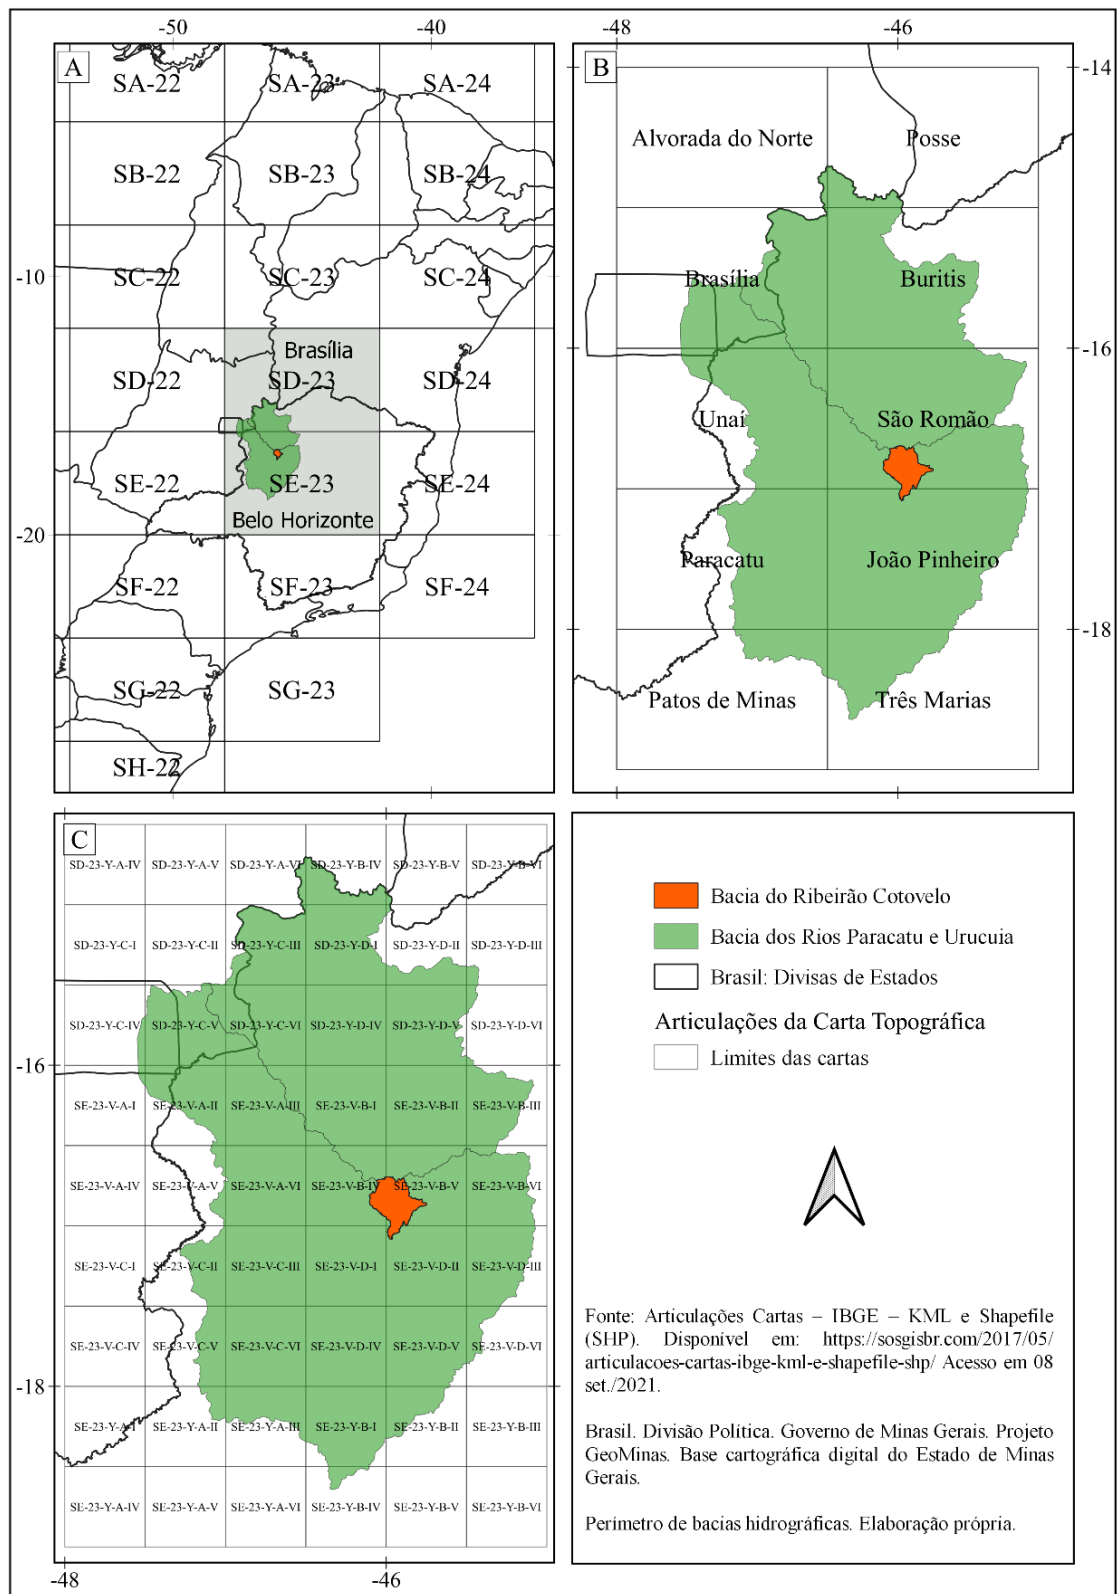 -50 -40
A
SA-22 SA-23 SA-24
SB-22 SB-23 SB-24
-10
SC-22 SC-23 SC-24
Brasília
SD-22 SD-23 SD-24
SE-22 SE-23 SE-24
Belo Horizonte
-20
SF-22 SF-23 SF-24
SG-22 SG-23
SH-22
-48 -46
B
-14
Alvorada do Norte Posse
Brasília Buritis
-16
Unaí São Romão
Paracatu João Pinheiro
-18
Patos de Minas Três Marias
C
SD-23-Y-A-IV SD-23-Y-A-V SD-23-Y-A-VI SD-23-Y-B-IV SD-23-Y-B-V SD-23-Y-B-VI
SD-23-Y-C-I SD-23-Y-C-II SD-23-Y-C-III SD-23-Y-D-I SD-23-Y-D-II SD-23-Y-D-III
SD-23-Y-C-IV SD-23-Y-C-V SD-23-Y-C-VI SD-23-Y-D-IV SD-23-Y-D-V SD-23-Y-D-VI
-16
SE-23-V-A-I SE-23-V-A-II SE-23-V-A-III SE-23-V-B-I SE-23-V-B-II SE-23-V-B-III
SE-23-V-A-IV SE-23-V-A-V SE-23-V-A-VI SE-23-V-B-IV SE-23-V-B-V SE-23-V-B-VI
SE-23-V-C-I SE-23-V-C-II SE-23-V-C-III SE-23-V-D-I SE-23-V-D-II SE-23-V-D-III
SE-23-V-C-IV SE-23-V-C-V SE-23-V-C-VI SE-23-V-D-IV SE-23-V-D-V SE-23-V-D-VI
-18
SE-23-Y-A-I SE-23-Y-A-II SE-23-Y-A-III SE-23-Y-B-I SE-23-Y-B-II SE-23-Y-B-III
SE-23-Y-A-IV SE-23-Y-A-V SE-23-Y-A-VI SE-23-Y-B-IV SE-23-Y-B-V SE-23-Y-B-VI
-48 -46
Bacia do Ribeirão Cotovelo
Bacia dos Rios Paracatu e Urucuia
Brasil: Divisas de Estados
Articulações da Carta Topográfica
Limites das cartas
Fonte: Articulações Cartas – IBGE – KML e Shapefile
(SHP). Disponível em: https://sosgisbr.com/2017/05/
articulacoes-cartas-ibge-kml-e-shapefile-shp/ Acesso em 08
set./2021.
Brasil. Divisão Política. Governo de Minas Gerais. Projeto
GeoMinas. Base cartográfica digital do Estado de Minas
Gerais.
Perímetro de bacias hidrográficas. Elaboração própria.